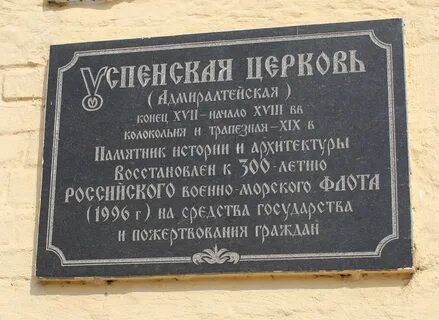 УСПЕНСКАЯ ЦЕРКОВЬ
(АДМИРАЛТЕЙСКАЯ)
КОНЕЦ XVII-НАЧАЛО XVIII ВВ
КОЛОКОЛЬНЯ И ТРАПЕЗНАЯ-XIX В
ПАМЯТНИК ИСТОРИИ И АРХИТЕКТУРЫ
ВОССТАНОВЛЕН К 300-ЛЕТИЮ
РОССИЙСКОГО ВОЕННО-МОРСКОГО ФЛОТА
(1996 Г) НА СРЕДСТВА ГОСУДАРСТВА
И ПОЖЕРТВОВАНИЯ ГРАЖДАН